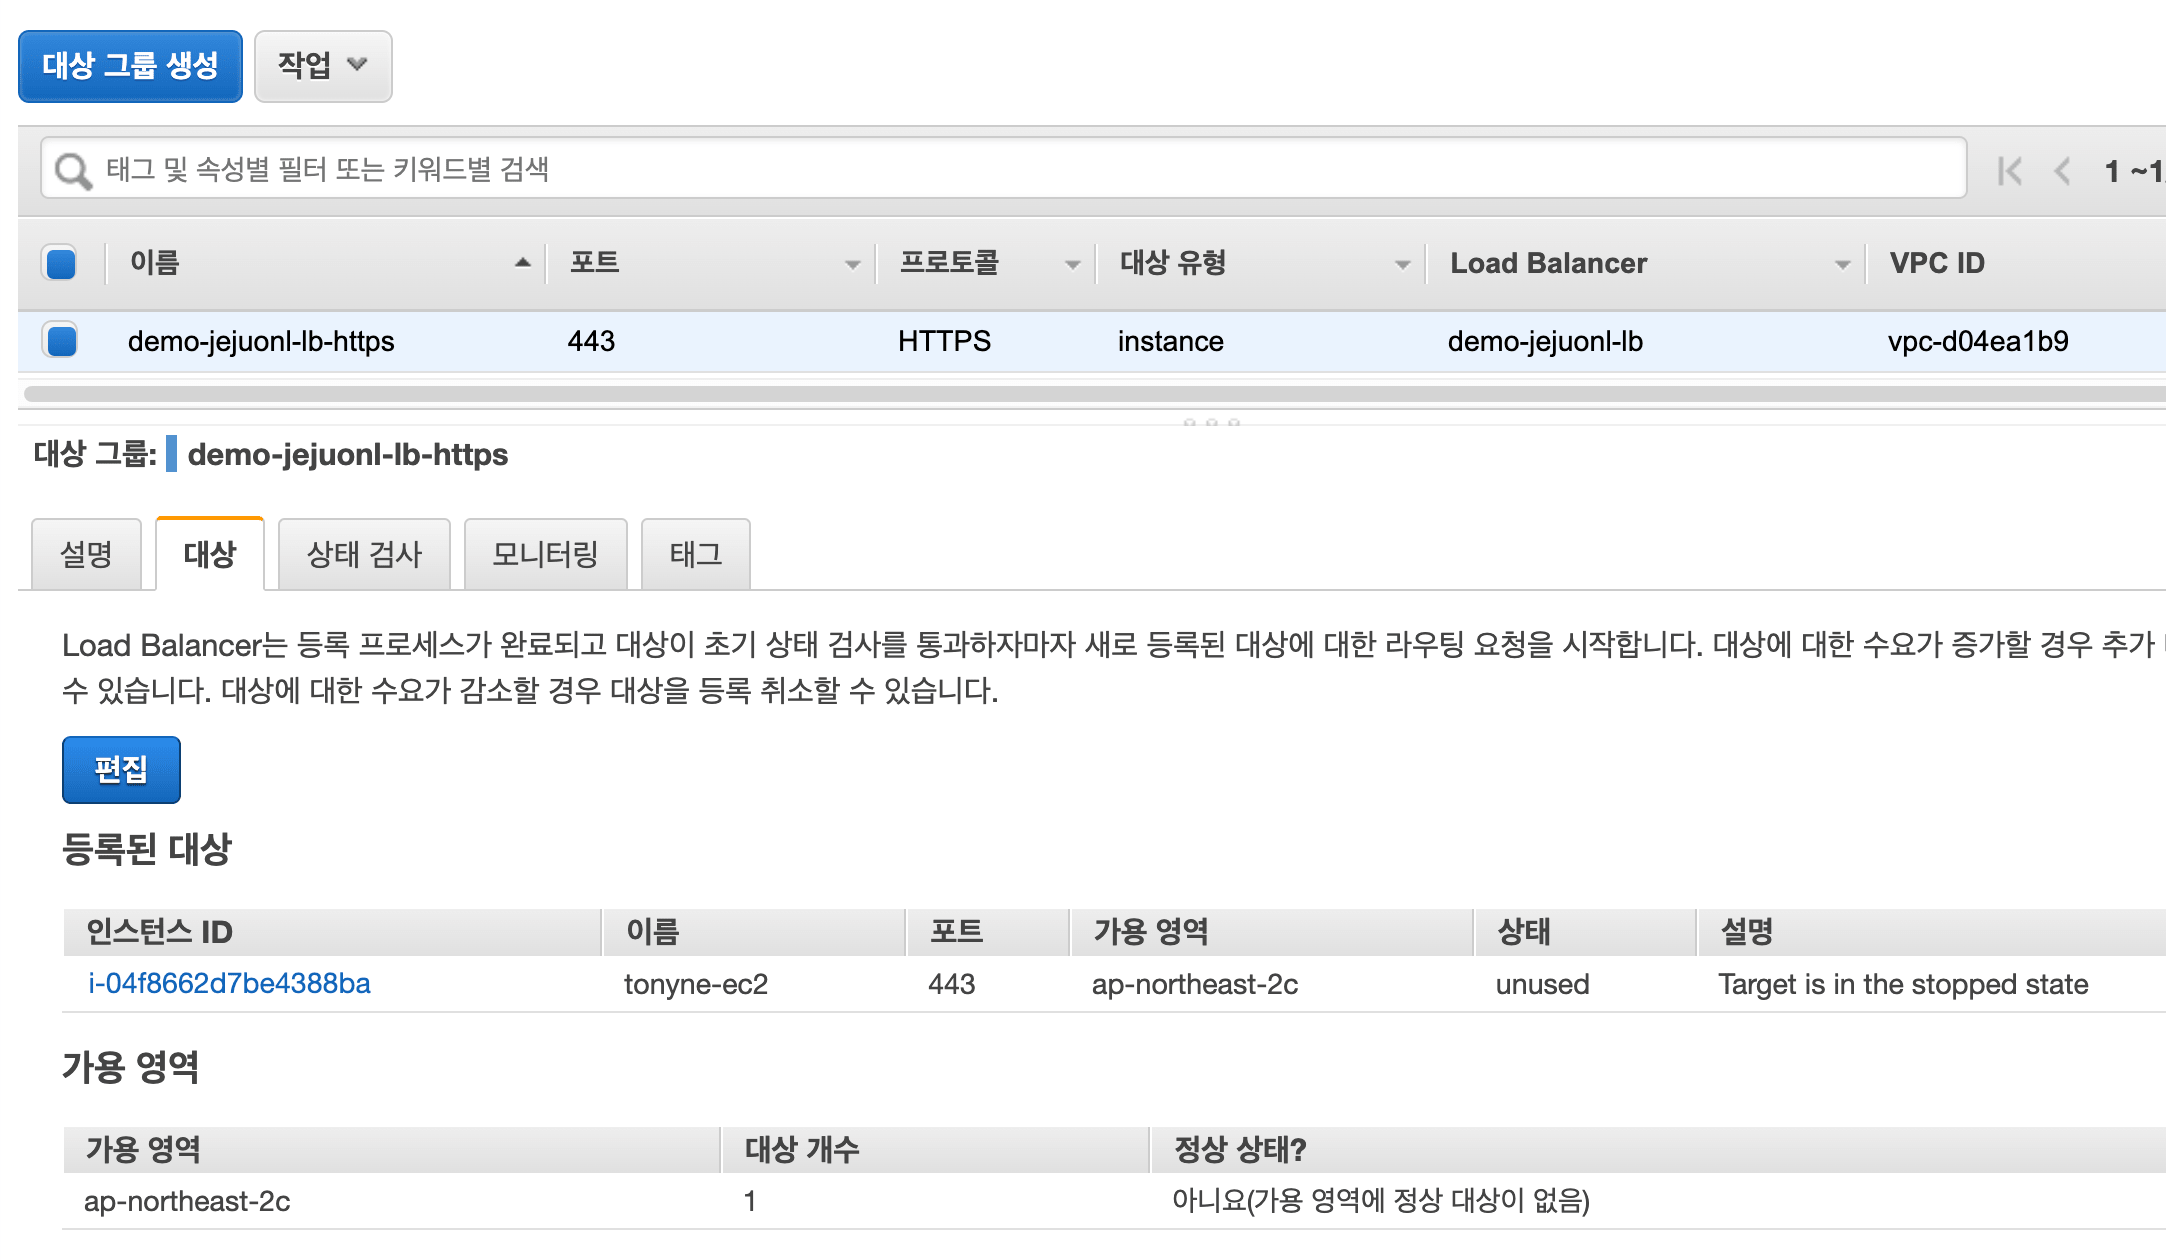 대상 그룹 생성 작업
태그 및 속성별 필터 또는 키워드별 검색 1 ~1
이름 포트 프로토콜 대상 유형 Load Balancer VPC ID
demo-jejuonl-lb-https 443 HTTPS instance demo-jejuonl-lb vpc-d04ea1b9
대상 그룹: demo-jejuonl-lb-https
설명 대상 상태 검사 모니터링 태그
Load Balancer는 등록 프로세스가 완료되고 대상이 초기 상태 검사를 통과하자마자 새로 등록된 대상에 대한 라우팅 요청을 시작합니다. 대상에 대한 수요가 증가할 경우 추가
수 있습니다. 대상에 대한 수요가 감소할 경우 대상을 등록 취소할 수 있습니다.
편집
등록된 대상
인스턴스 ID 이름 포트 가용 영역 상태 설명
i-04f8662d7be4388ba tonyne-ec2 443 ap-northeast-2c unused Target is in the stopped state
가용 영역
가용 영역 대상 개수 정상 상태?
ap-northeast-2c 1 아니요(가용 영역에 정상 대상이 없음)